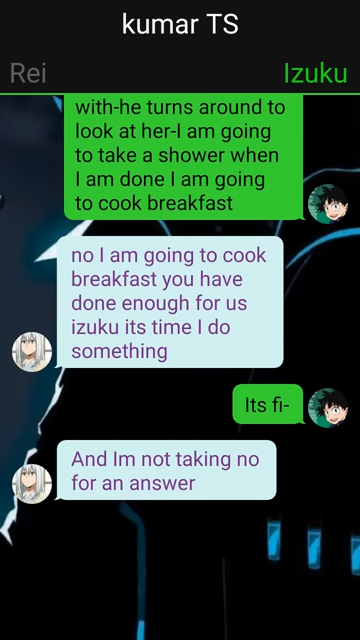 kumar TS
Rei
Izuku
with-he turns around to
look at her-I am going
to take a shower when
I am done I am going
to cook breakfast
no I am going to cook
breakfast you have
done enough for us
izuku its time I do
something
Its fi-
And Im not taking no
for an answer